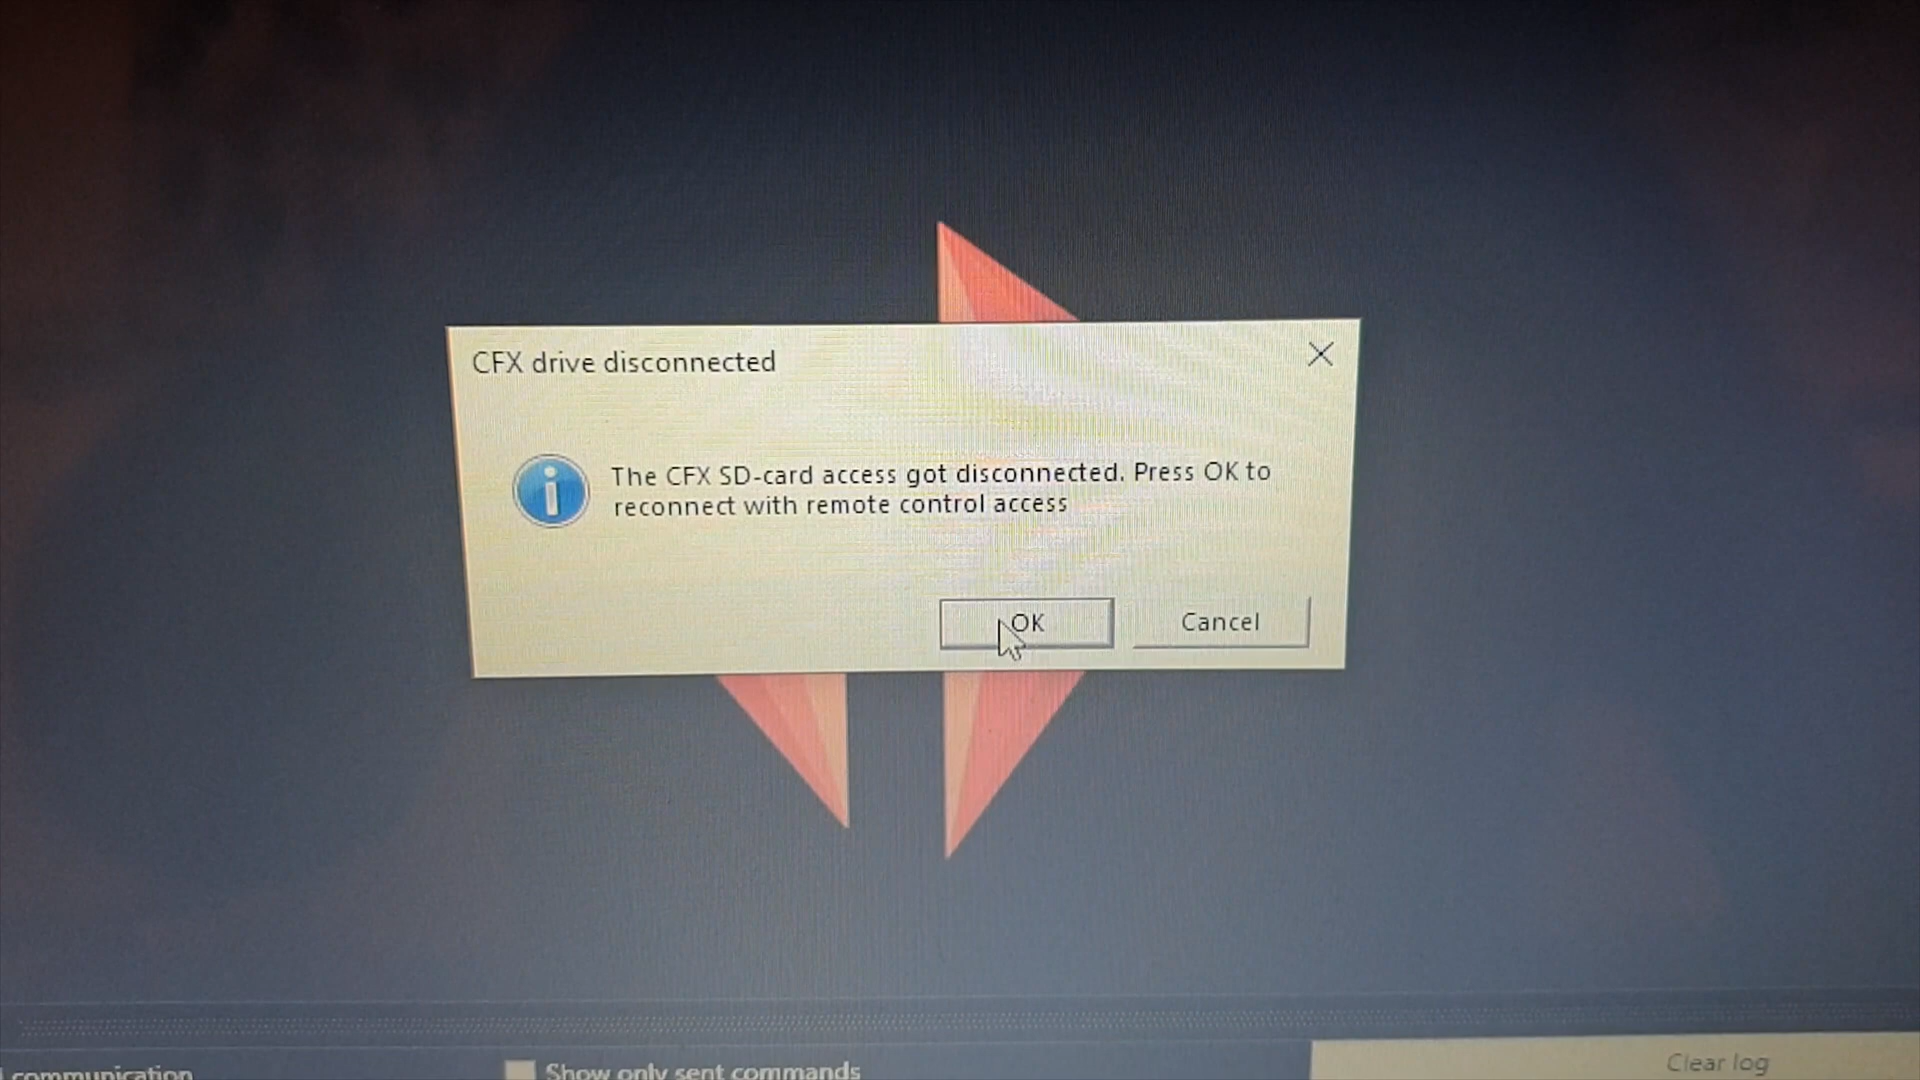 CFX drive disconnected
The CFX SD-card access got disconnected. Press OK to
reconnect with remote control access
OK
Cancel
communication
Show only sent commands
Clear log